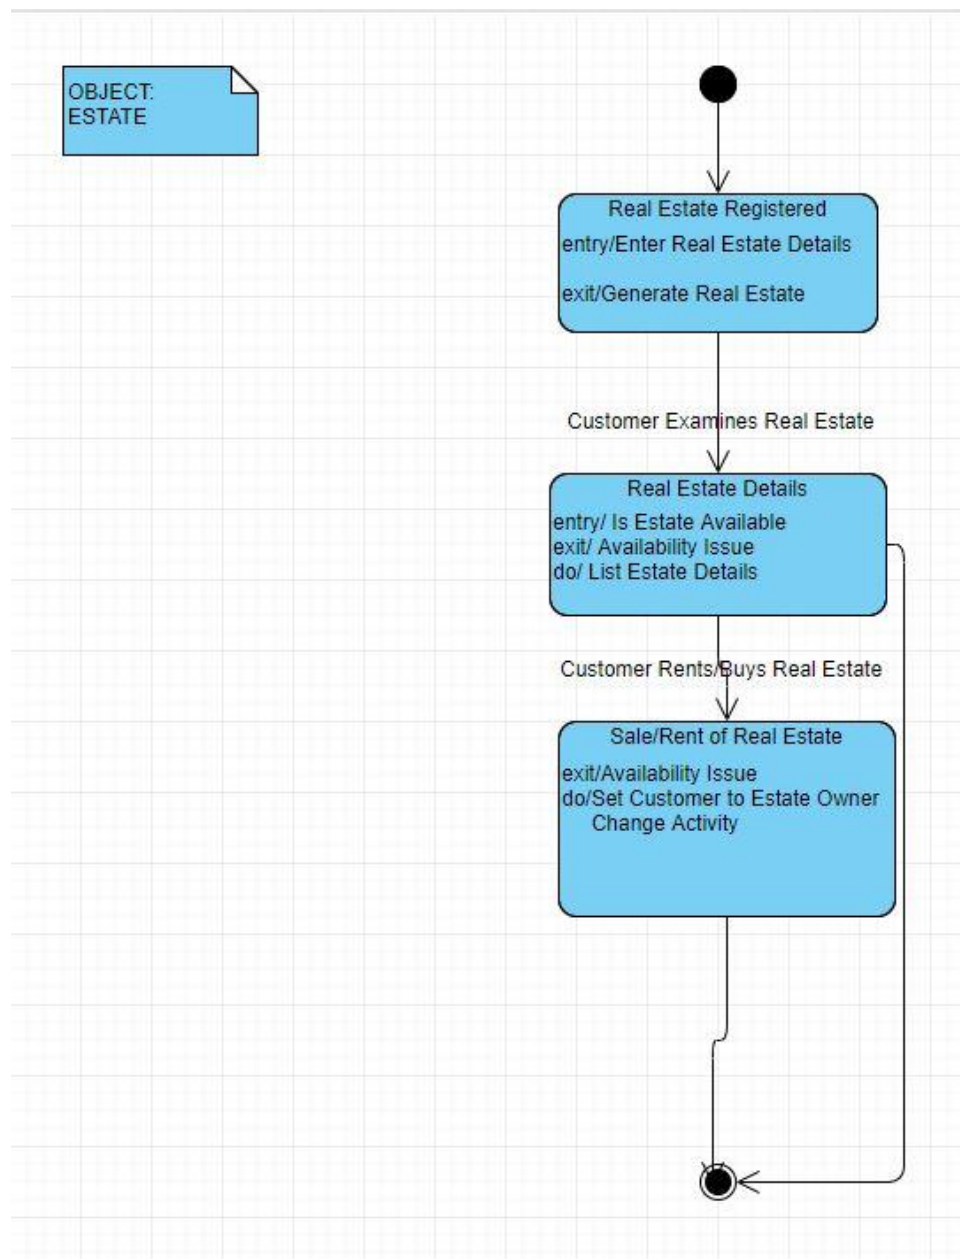 OBJECT:
ESTATE
Real Estate Registered
entry/Enter Real Estate Details
exit/Generate Real Estate
Customer Examines Real Estate
Real Estate Details
entry/ Is Estate Available
exit/ Availability Issue
do/ List Estate Details
Customer Rents/Buys Real Estate
Sale/Rent of Real Estate
exit/Availability Issue
do/Set Customer to Estate Owner
Change Activity